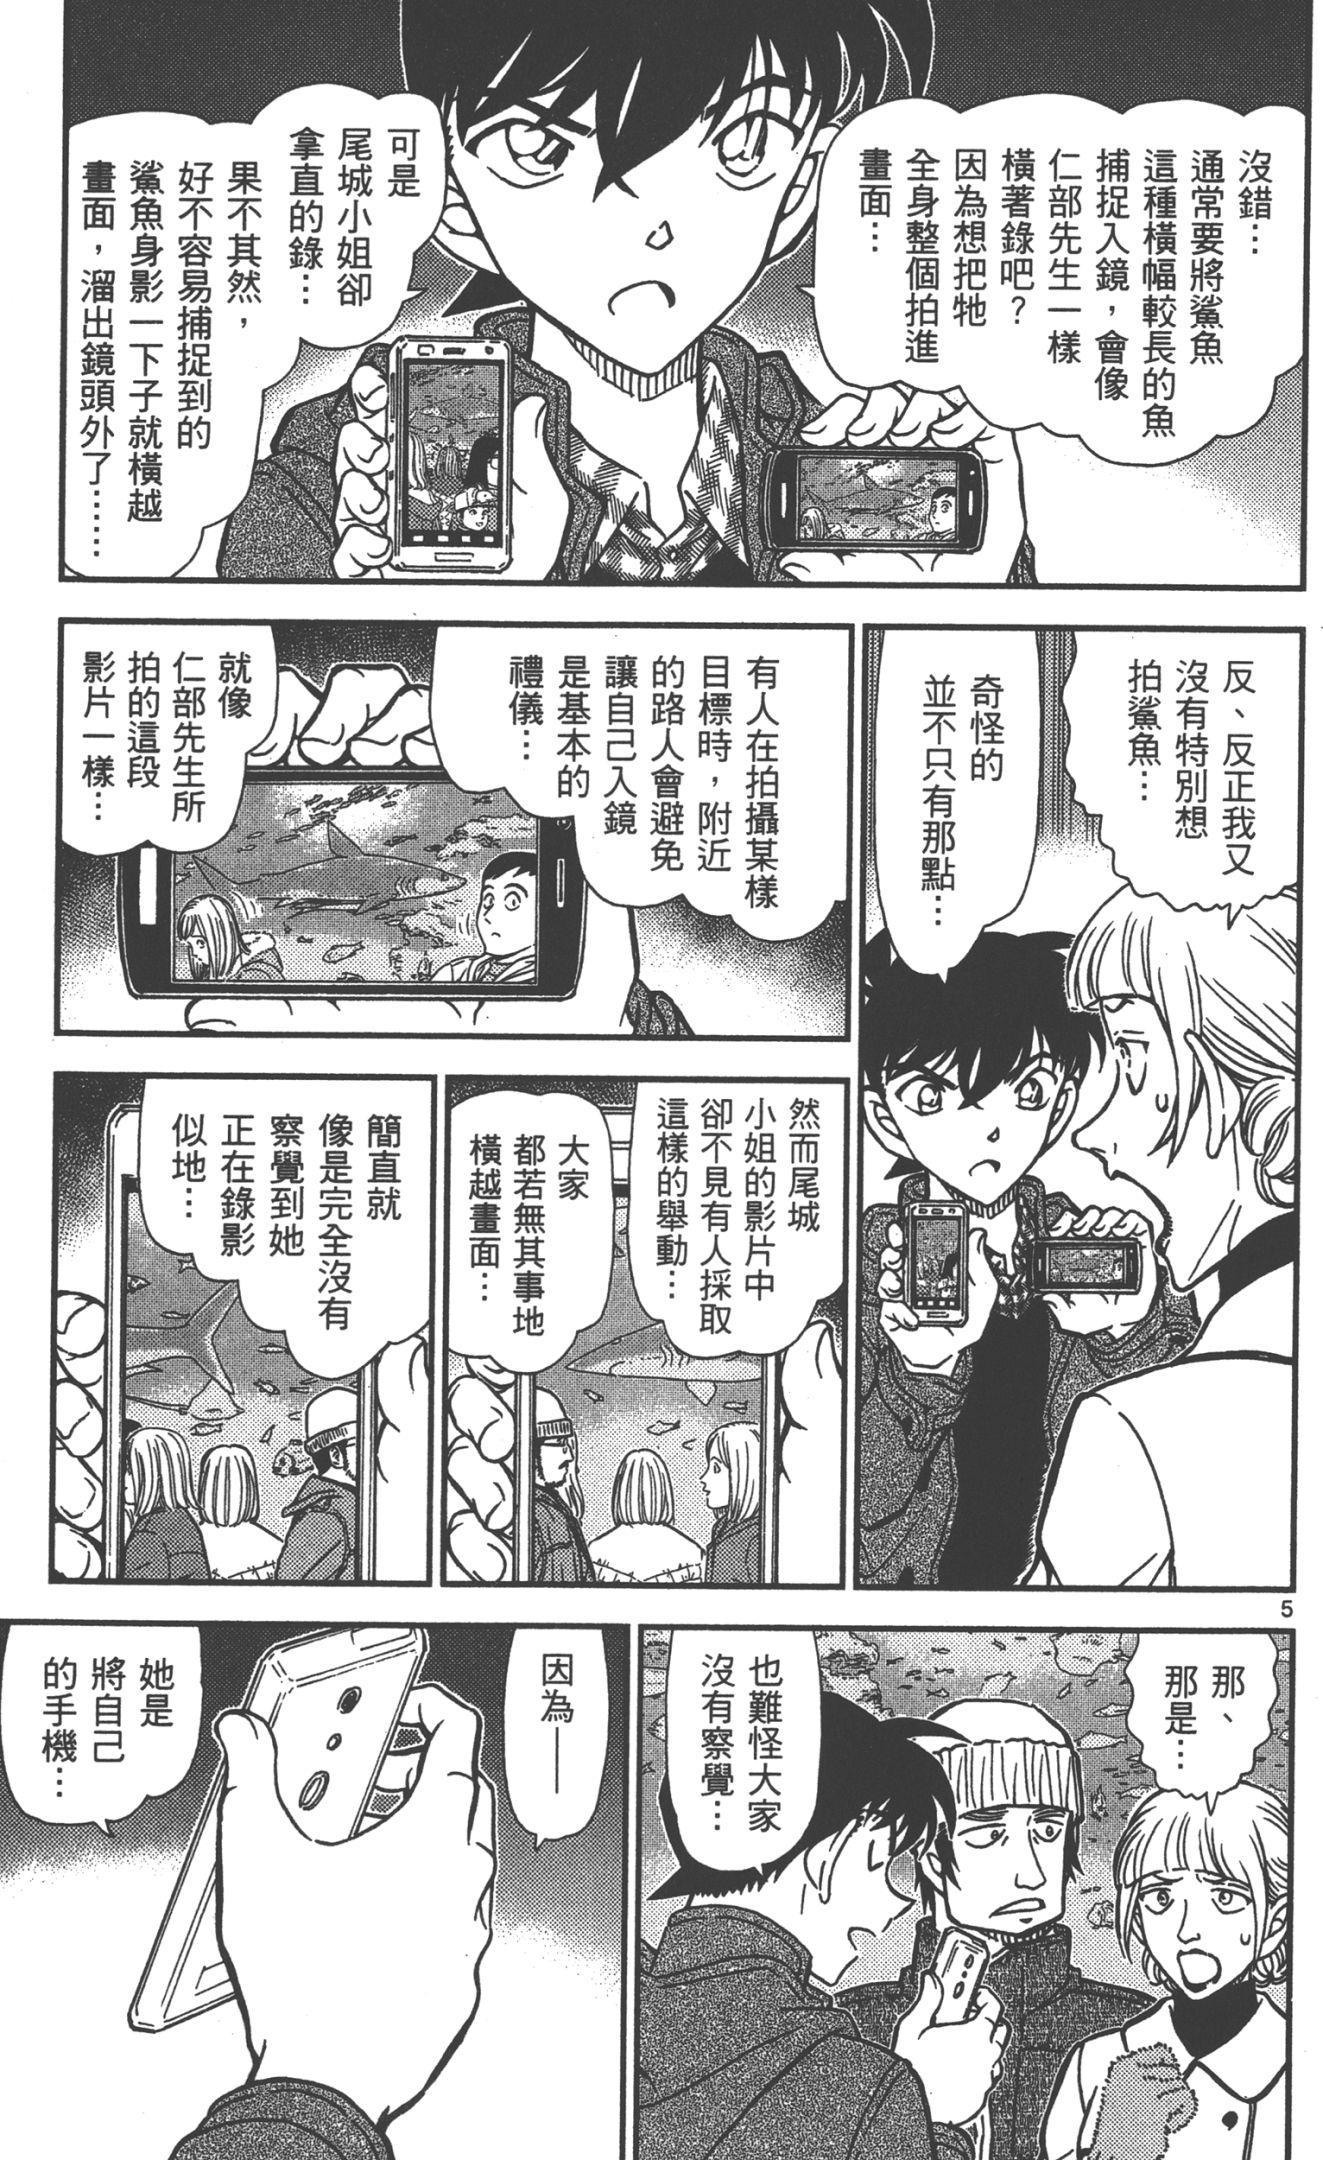 沒錯…
通常要將鯊魚
這種橫幅較長的魚
捕捉入鏡，會像
仁部先生一樣
橫著錄吧？
因為想把牠
全身整個拍進
畫面…
可是
尾城小姐卻
拿直的錄…
果不其然，
好不容易捕捉到的
鯊魚身影一下子就橫越
畫面，溜出鏡頭外了……
反、反正我又
沒有特別想
拍鯊魚…
奇怪的
並不只有那點…
有人在拍攝某樣
目標時，附近
的路人會避免
讓自己入鏡
是基本的
禮儀…
就像
仁部先生所
拍的這段
影片一樣…
然而尾城
小姐的影片中
卻不見有人採取
這樣的舉動…
大家
都若無其事地
橫越畫面…
簡直就
像是完全沒有
察覺到她
正在錄影
似地…
5
那、
那是…
也難怪大家
沒有察覺…
因為——
她是
將自己
的手機…